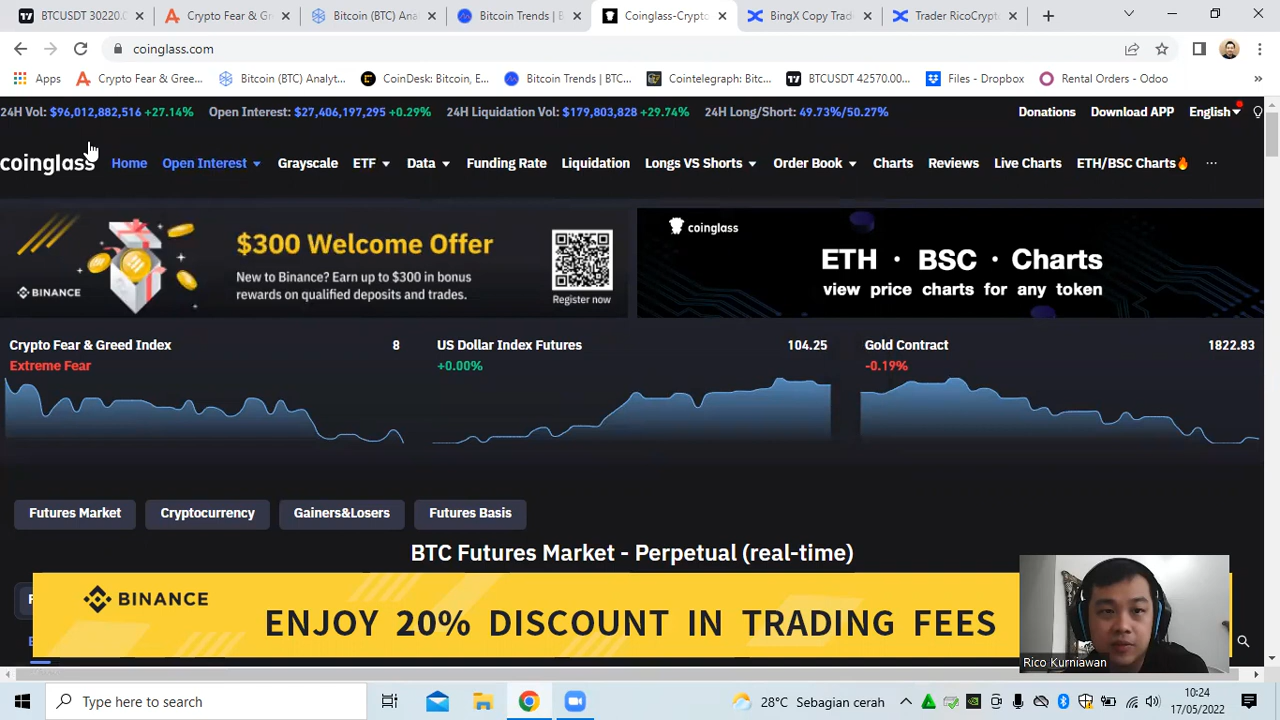 BTCUSDT 30220.0
Crypto Fear & Gre
Bitcoin (BTC) Ana
Bitcoin Trends | B
Coinglass-Crypto
BingX Copy Trad
Trader RicoCrypt
coinglass.com
Apps
Crypto Fear & Gree...
Bitcoin (BTC) Analyt...
CoinDesk: Bitcoin, E...
Bitcoin Trends | BTC...
Cointelegraph: Bitc...
BTCUSDT 42570.00...
Files - Dropbox
Rental Orders - Odoo
24H Vol: $96,012,882,516 +27.14% Open Interest: $27,406,197,295 +0.29% 24H Liquidation Vol: $179,803,828 +29.74% 24H Long/Short: 49.73%/50.27% Donations Download APP English
coinglass Home Open Interest Grayscale ETF Data Funding Rate Liquidation Longs VS Shorts Order Book Charts Reviews Live Charts ETH/BSC Charts🔥 ...
$300 Welcome Offer
New to Binance? Earn up to $300 in bonus
rewards on qualified deposits and trades.
BINANCE
Register now
coinglass
ETH · BSC · Charts
view price charts for any token
Crypto Fear & Greed Index 8
Extreme Fear
US Dollar Index Futures 104.25
+0.00%
Gold Contract 1822.83
-0.19%
Futures Market Cryptocurrency Gainers&Losers Futures Basis
BTC Futures Market - Perpetual (real-time)
BINANCE
ENJOY 20% DISCOUNT IN TRADING FEES
Rico Kurniawan
Type here to search
28°C Sebagian cerah
10:24
17/05/2022